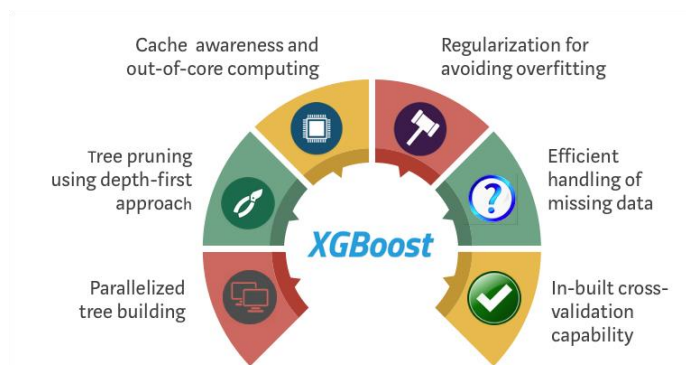 Cache awareness and
out-of-core computing
Regularization for
avoiding overfitting
Tree pruning
using depth-first
approach
Efficient
handling of
missing data
?
XGBoost
Parallelized
tree building
In-built cross-
validation
capability